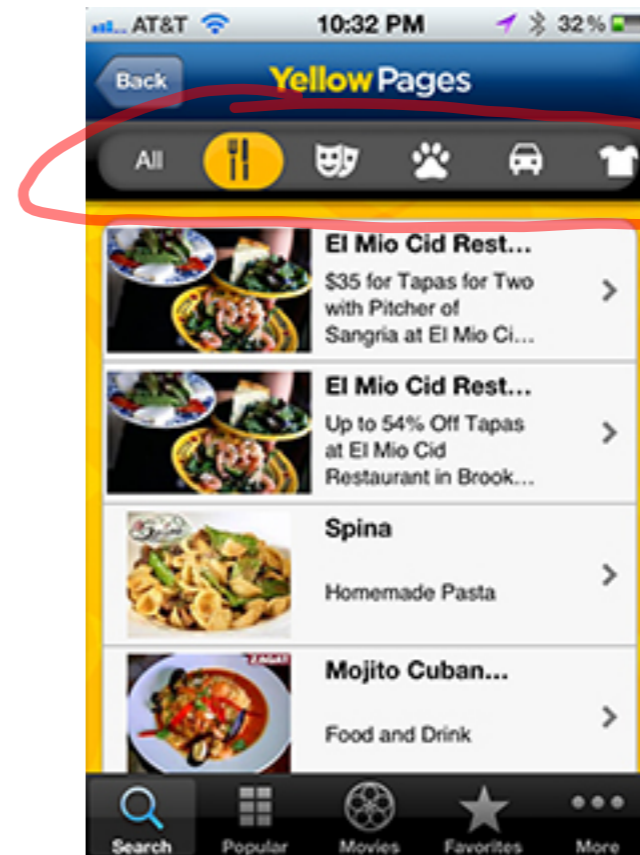 AT&T 10:32 PM 32%
Back YellowPages
All
El Mio Cid Rest...
$35 for Tapas for Two
with Pitcher of
Sangria at El Mio Ci...
El Mio Cid Rest...
Up to 54% Off Tapas
at El Mio Cid
Restaurant in Brook...
Spina
Homemade Pasta
ZAGAT
Mojito Cuban...
Food and Drink
Search Popular Movies Favorites More